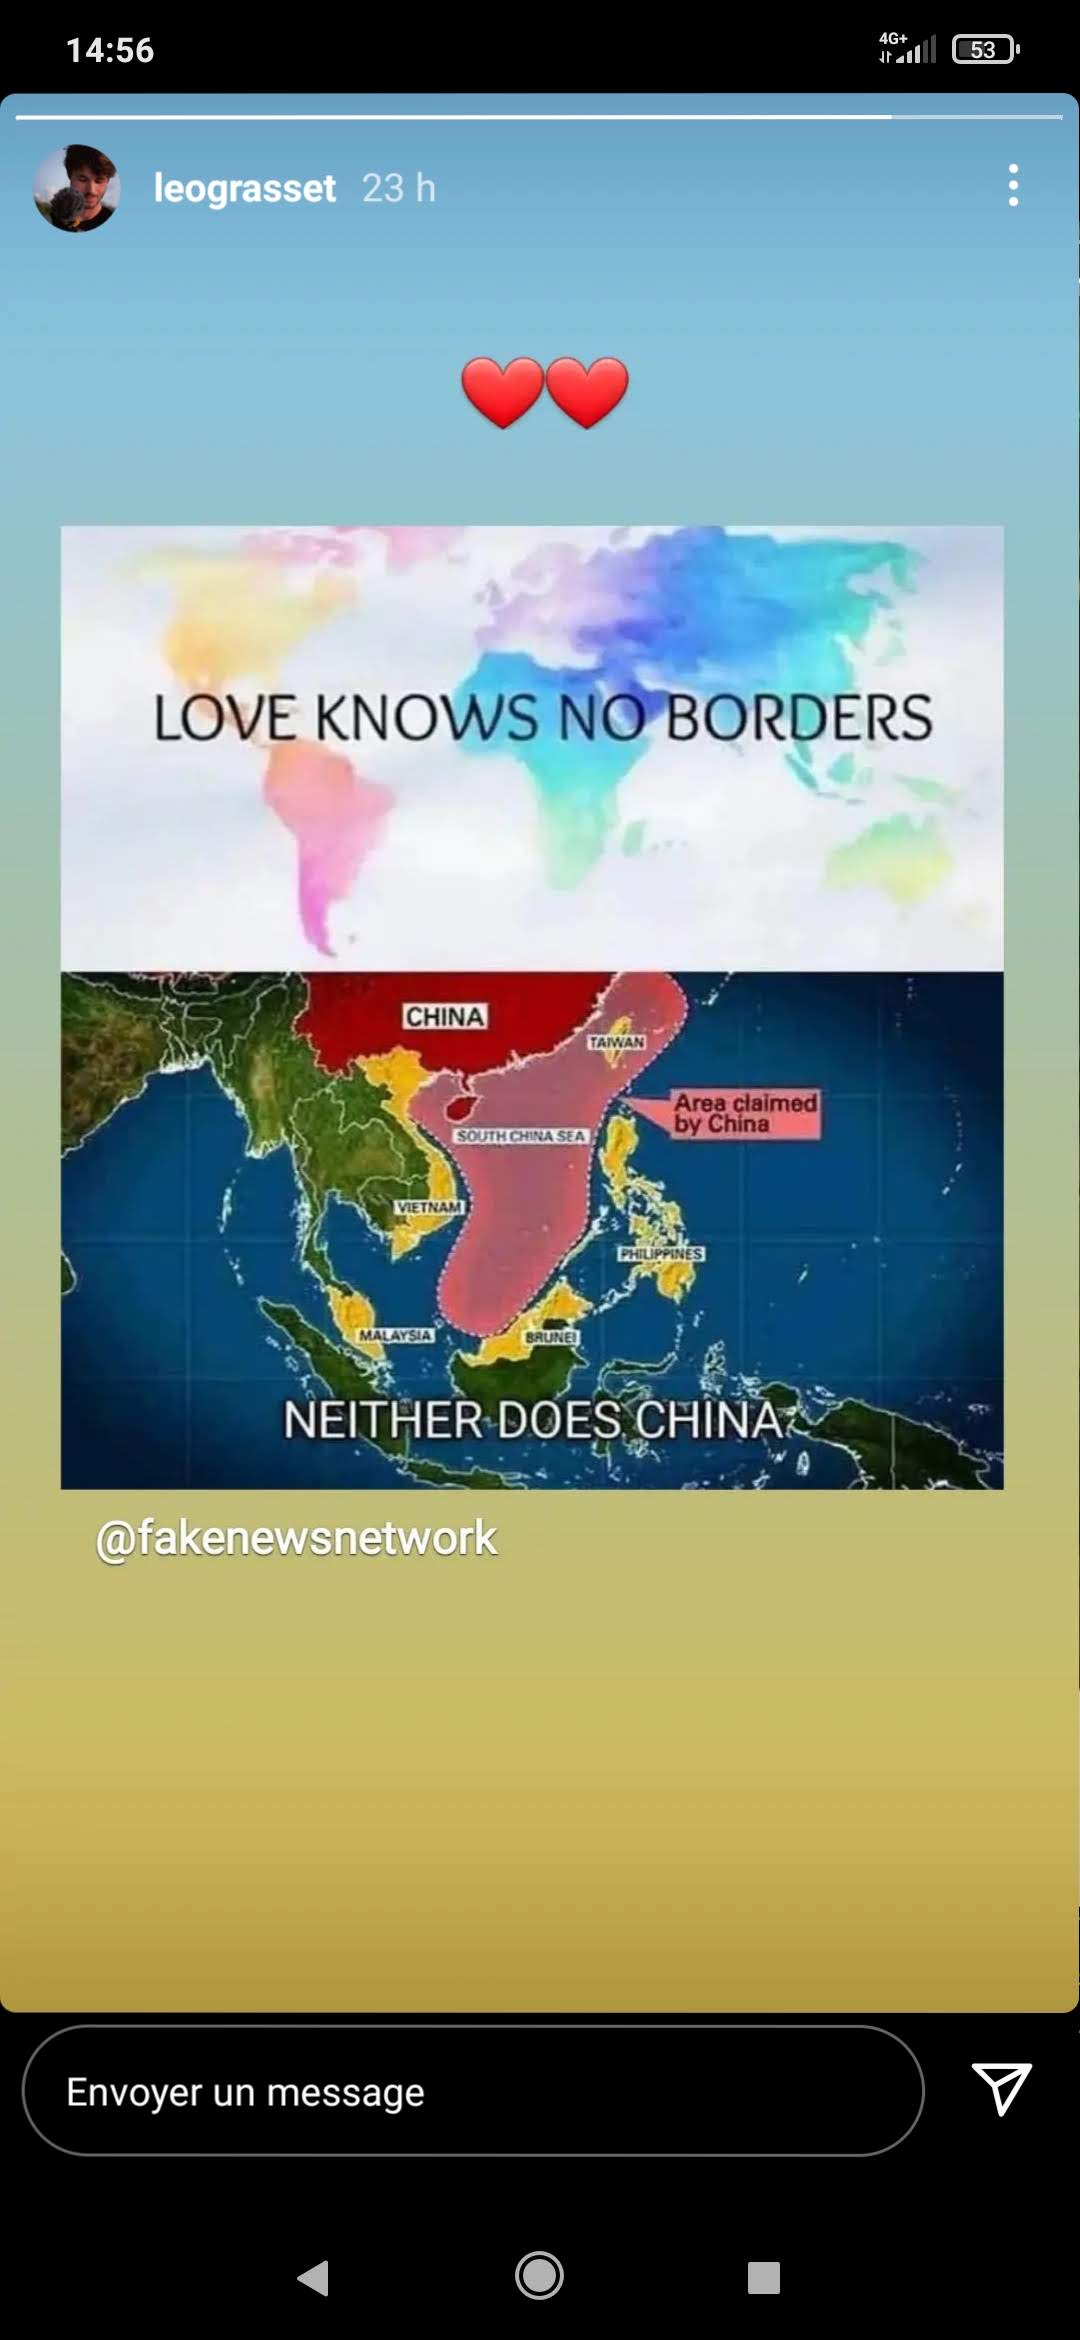 14:56
4G+
53
leograsset 23 h
LOVE KNOWS NO BORDERS
CHINA
TAIWAN
Area claimed
by China
SOUTH CHINA SEA
VIETNAM
PHILIPPINES
MALAYSIA
BRUNEI
NEITHER DOES CHINA
@fakenewsnetwork
Envoyer un message